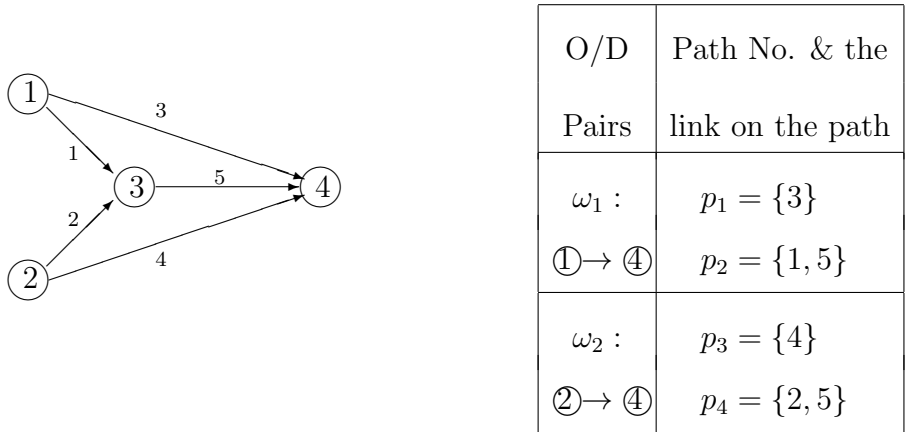 1
3
1
3
5
4
2
4
2
O/D Path No. & the
Pairs link on the path
ω₁ : p₁ = {3}
①→ ④ p₂ = {1, 5}
ω₂ : p₃ = {4}
②→ ④ p₄ = {2, 5}